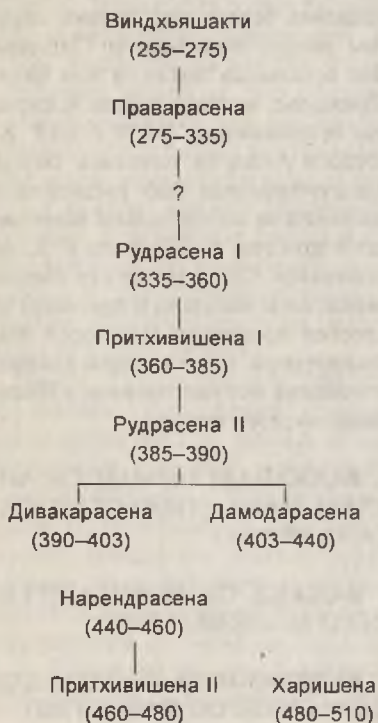 Виндхьяшакти
(255–275)
Праварасена
(275–335)
?
Рудрасена I
(335–360)
Притхивишена I
(360–385)
Рудрасена II
(385–390)
Дивакарасена Дамодарасена
(390–403) (403–440)
Нарендрасена
(440–460)
Притхивишена II Харишена
(460–480) (480–510)